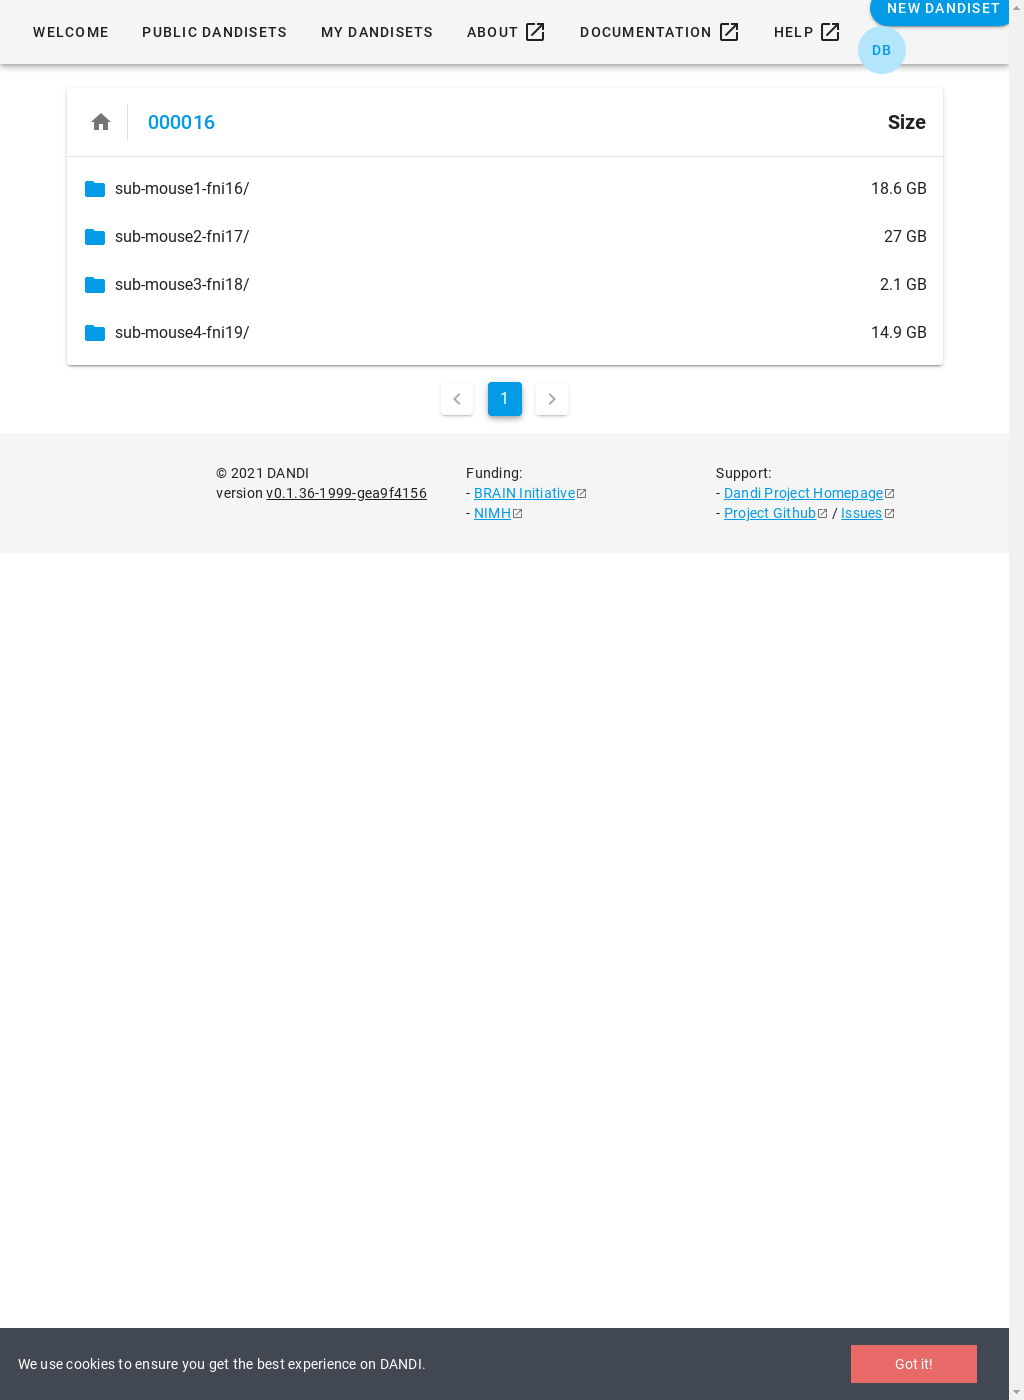 NEW DANDISET
WELCOME PUBLIC DANDISETS MY DANDISETS ABOUT DOCUMENTATION HELP
DB
000016 Size
sub-mouse1-fni16/ 18.6 GB
sub-mouse2-fni17/ 27 GB
sub-mouse3-fni18/ 2.1 GB
sub-mouse4-fni19/ 14.9 GB
1
© 2021 DANDI Funding: Support:
version v0.1.36-1999-gea9f4156 - BRAIN Initiative - Dandi Project Homepage
- NIMH - Project Github / Issues
We use cookies to ensure you get the best experience on DANDI. Got it!